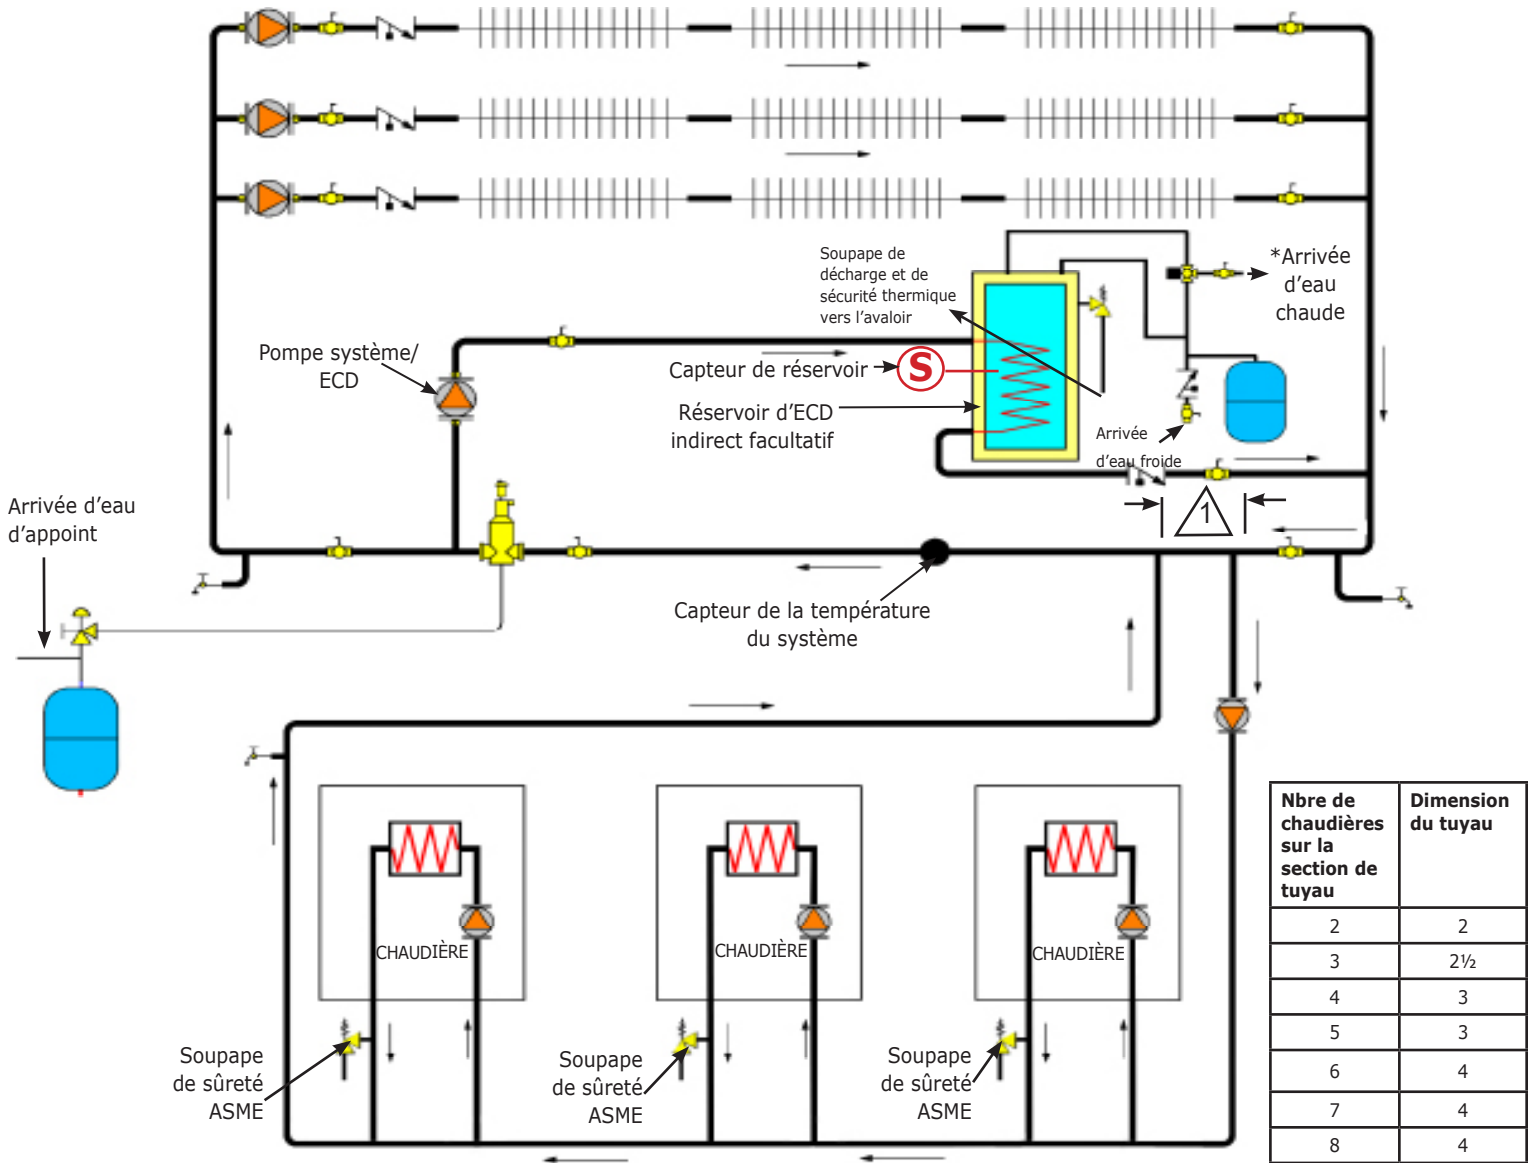 Soupape de
décharge et de
sécurité thermique
vers l'avaloir
*Arrivée
d'eau
chaude
Pompe système/
ECD
Capteur de réservoir
S
Réservoir d'ECD
indirect facultatif
Arrivée
d'eau froide
1
Arrivée d'eau
d'appoint
Capteur de la température
du système
CHAUDIÈRE
CHAUDIÈRE
CHAUDIÈRE
Soupape
de sûreté
ASME
Soupape
de sûreté
ASME
Soupape
de sûreté
ASME
Nbre de
chaudières
sur la
section de
tuyau
Dimension
du tuyau
2 2
3 2½
4 3
5 3
6 4
7 4
8 4